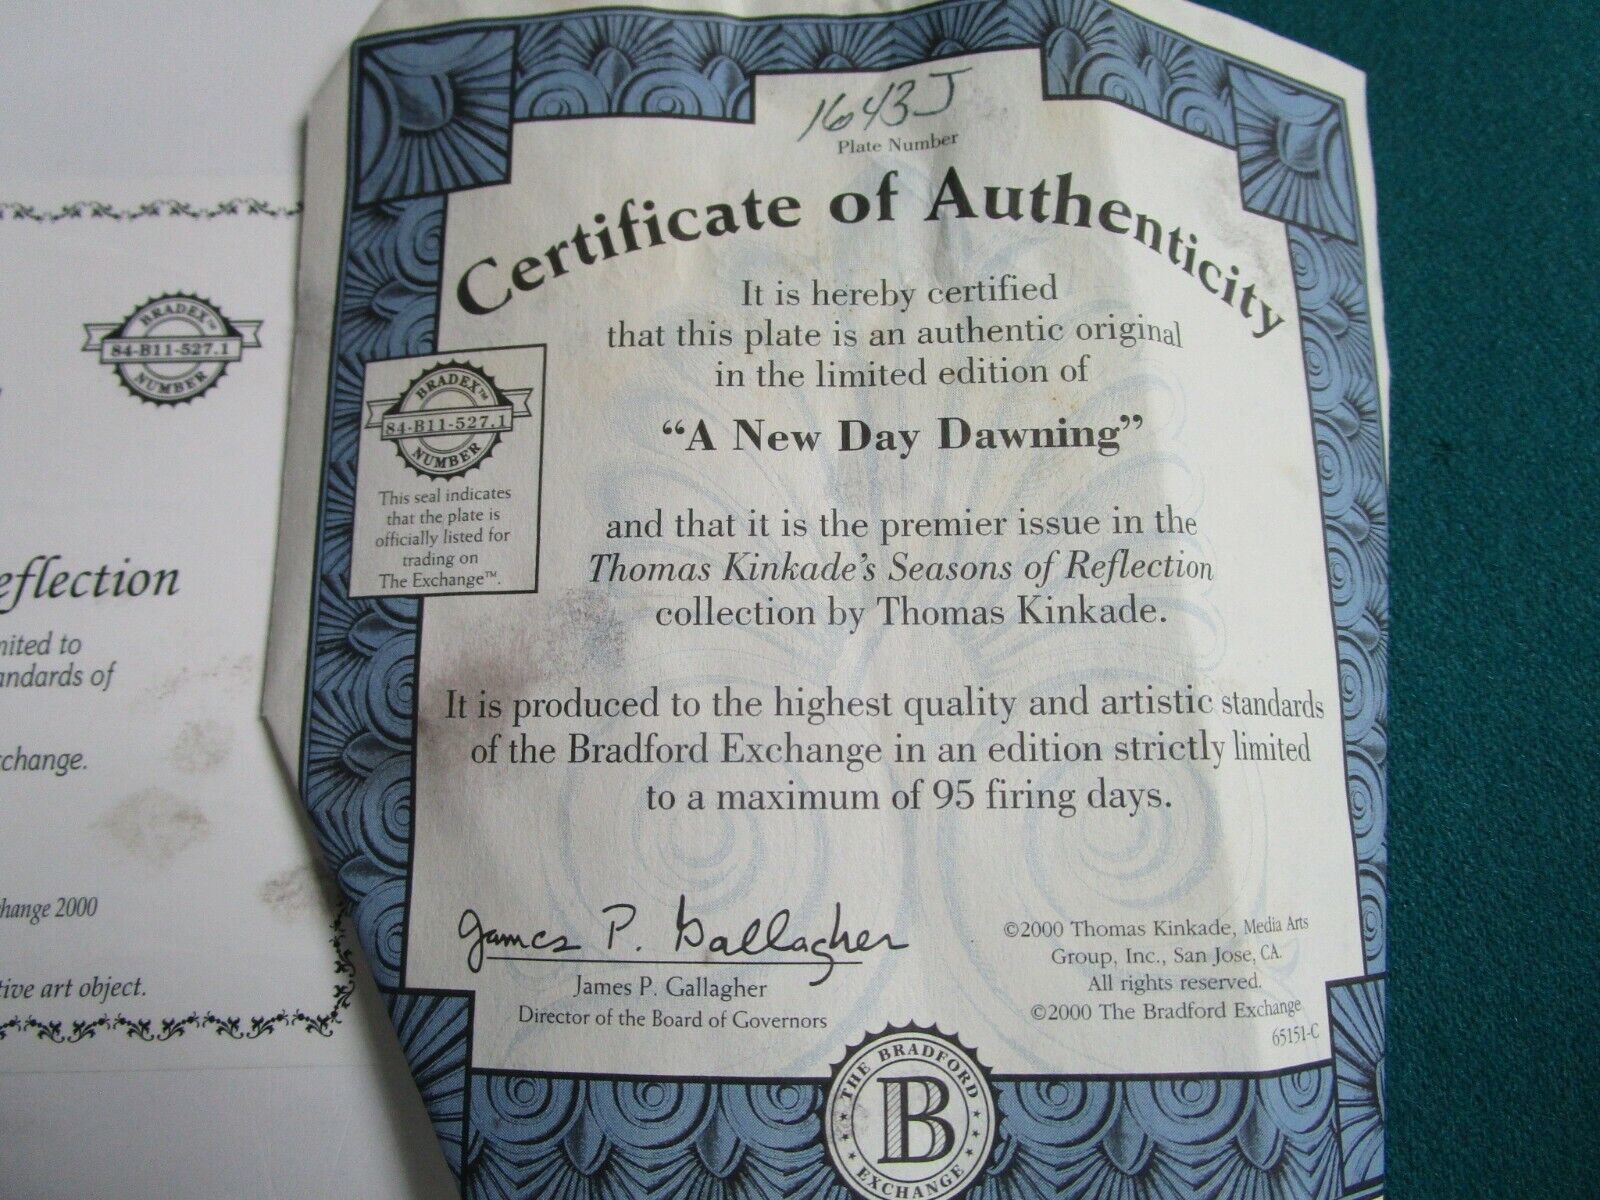 BRADEX™
84-B11-527.1
NUMBER
eflection
nited to
andards of
change.
hange 2000
tive art object.
1643J
Plate Number
Certificate of Authenticity
It is hereby certified
that this plate is an authentic original
in the limited edition of
“A New Day Dawning”
and that it is the premier issue in the
Thomas Kinkade's Seasons of Reflection
collection by Thomas Kinkade.
BRADEX™
84-B11-527.1
NUMBER
This seal indicates
that the plate is
officially listed for
trading on
The Exchange™.
It is produced to the highest quality and artistic standards
of the Bradford Exchange in an edition strictly limited
to a maximum of 95 firing days.
James P. Gallagher
James P. Gallagher
Director of the Board of Governors
©2000 Thomas Kinkade, Media Arts
Group, Inc., San Jose, CA.
All rights reserved.
©2000 The Bradford Exchange
65151-C
THE BRADFORD
B
EXCHANGE